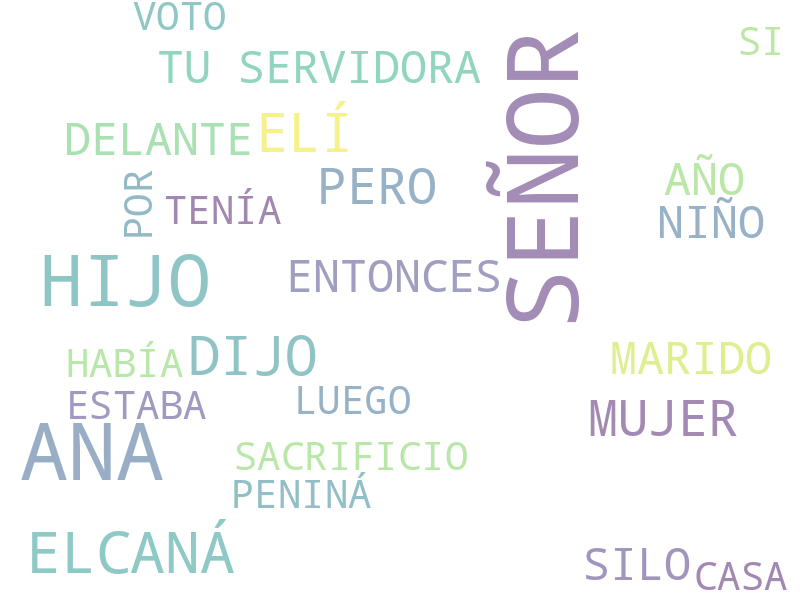 VOTO
SI
TU SERVIDORA
SEÑOR
DELANTE
ELÍ
PERO
AÑO
POR
TENÍA
NIÑO
HIJO
ENTONCES
DIJO
HABÍA
MARIDO
ESTABA
LUEGO
MUJER
ANA
SACRIFICIO
PENINÁ
ELCANÁ
SILO
CASA